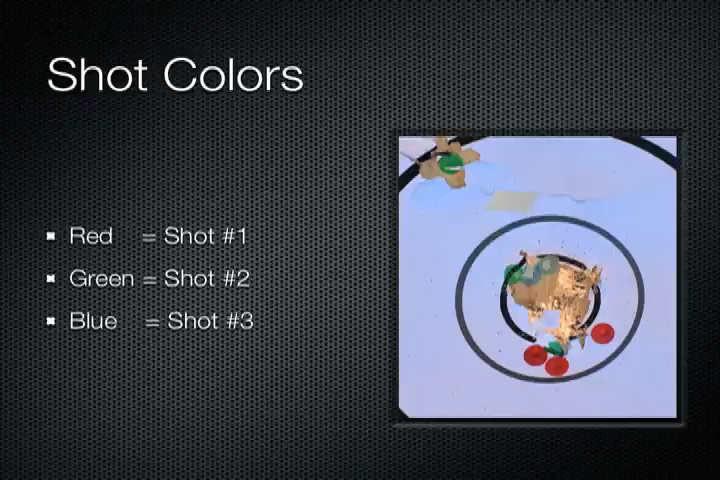 Shot Colors
Red = Shot #1
Green = Shot #2
Blue = Shot #3